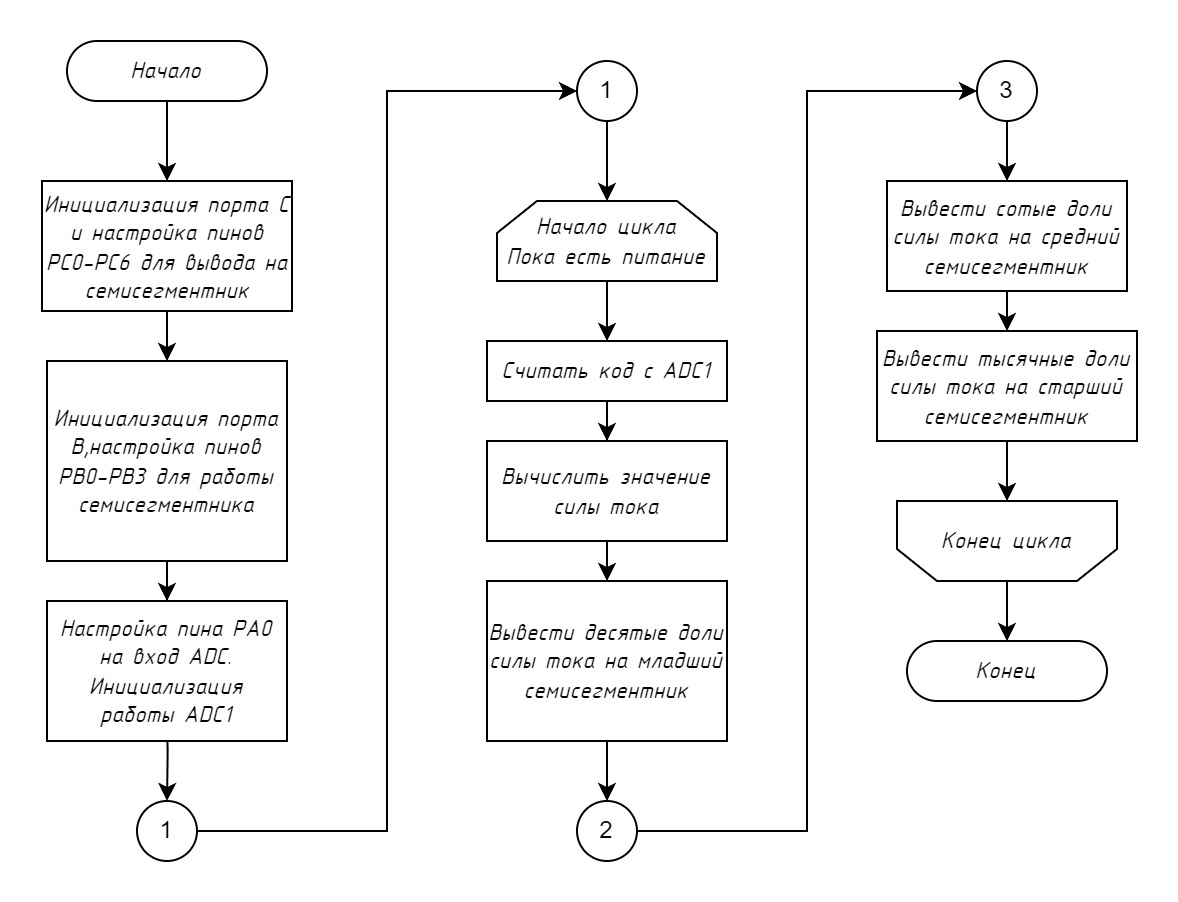 Начало
Инициализация порта С
и настройка пинов
PC0-PC6 для вывода на
семисегментник
Инициализация порта
В,настройка пинов
PB0-PB3 для работы
семисегментника
Настройка пина PA0
на вход ADC.
Инициализация
работы ADC1
1
1
Начало цикла
Пока есть питание
Считать код с ADC1
Вычислить значение
силы тока
Вывести десятые доли
силы тока на младший
семисегментник
2
3
Вывести сотые доли
силы тока на средний
семисегментник
Вывести тысячные доли
силы тока на старший
семисегментник
Конец цикла
Конец